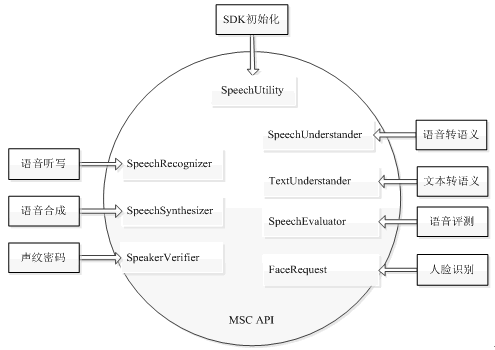 SDK初始化
SpeechUtility
SpeechUnderstander
语音转语义
语音听写
SpeechRecognizer
TextUnderstander
文本转语义
语音合成
SpeechSynthesizer
SpeechEvaluator
语音评测
声纹密码
SpeakerVerifier
FaceRequest
人脸识别
MSC API